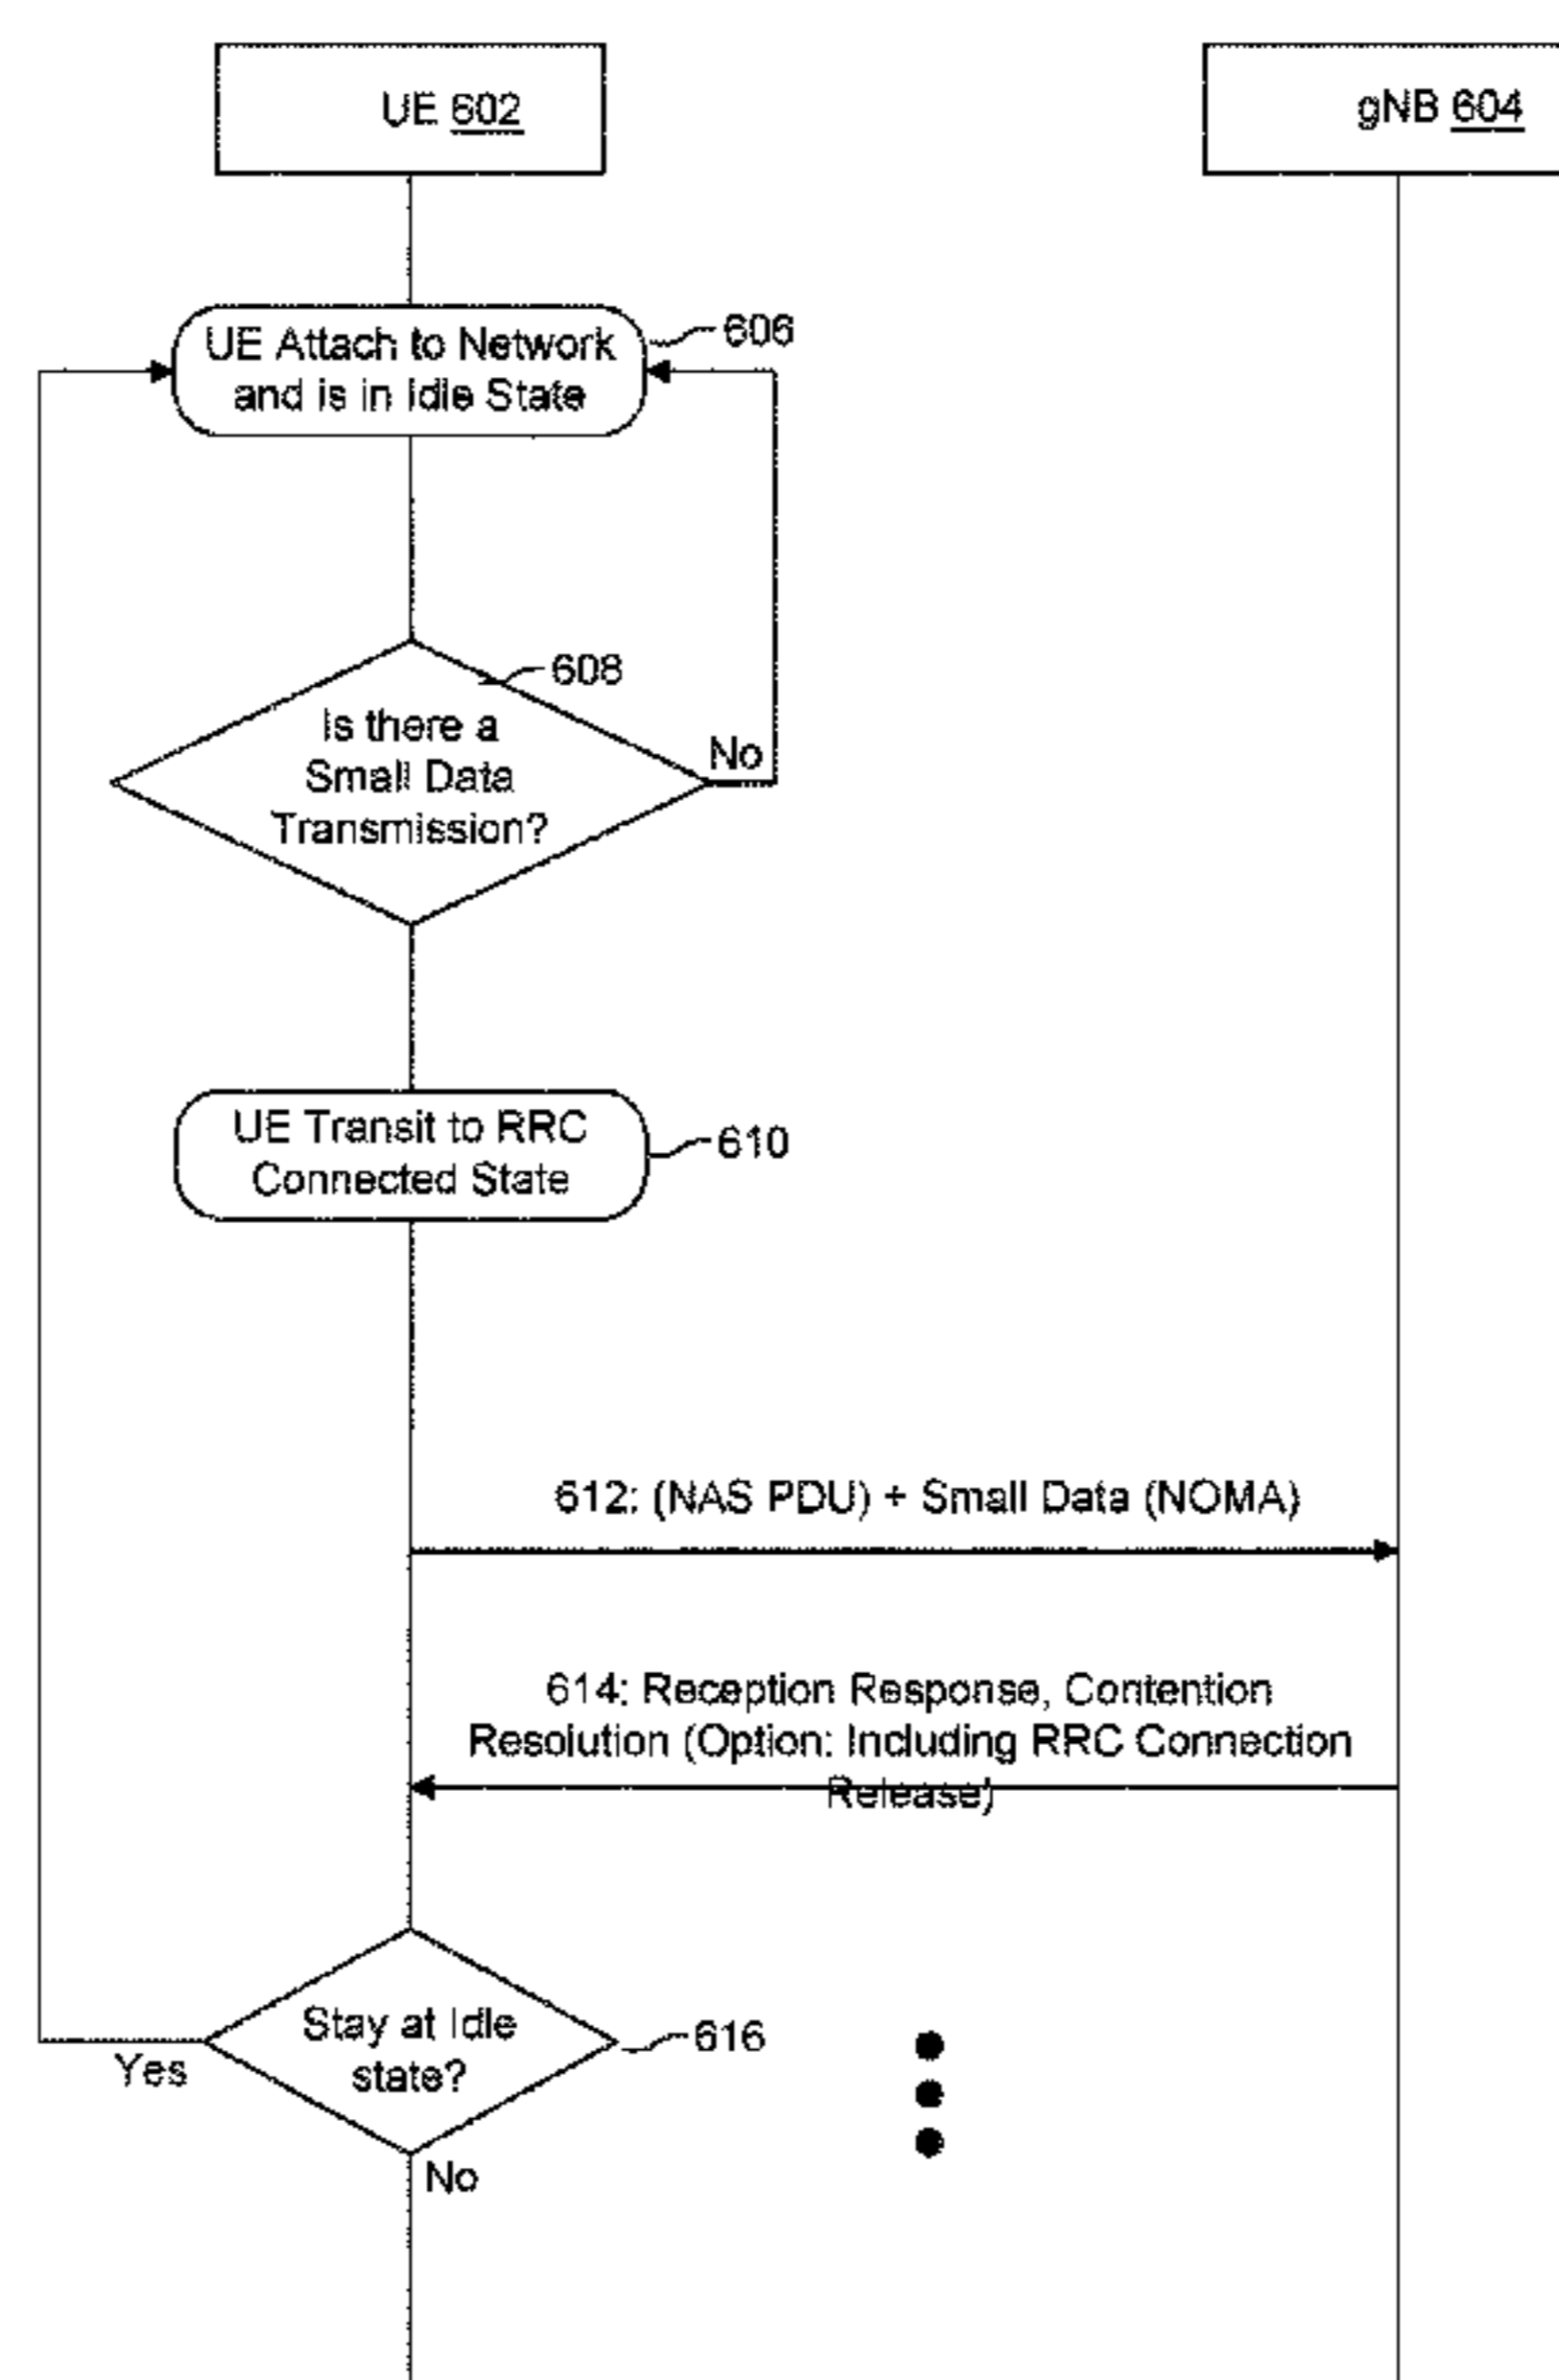 UE 602
gNB 604
UE Attach to Network
and is in Idle State
606
608
Is there a
Small Data
Transmission?
No
UE Transit to RRC
Connected State
610
612: (NAS PDU) + Small Data (NOMA)
614: Reception Response, Contention
Resolution (Option: Including RRC Connection
Release)
Stay at Idle
state?
616
Yes
No